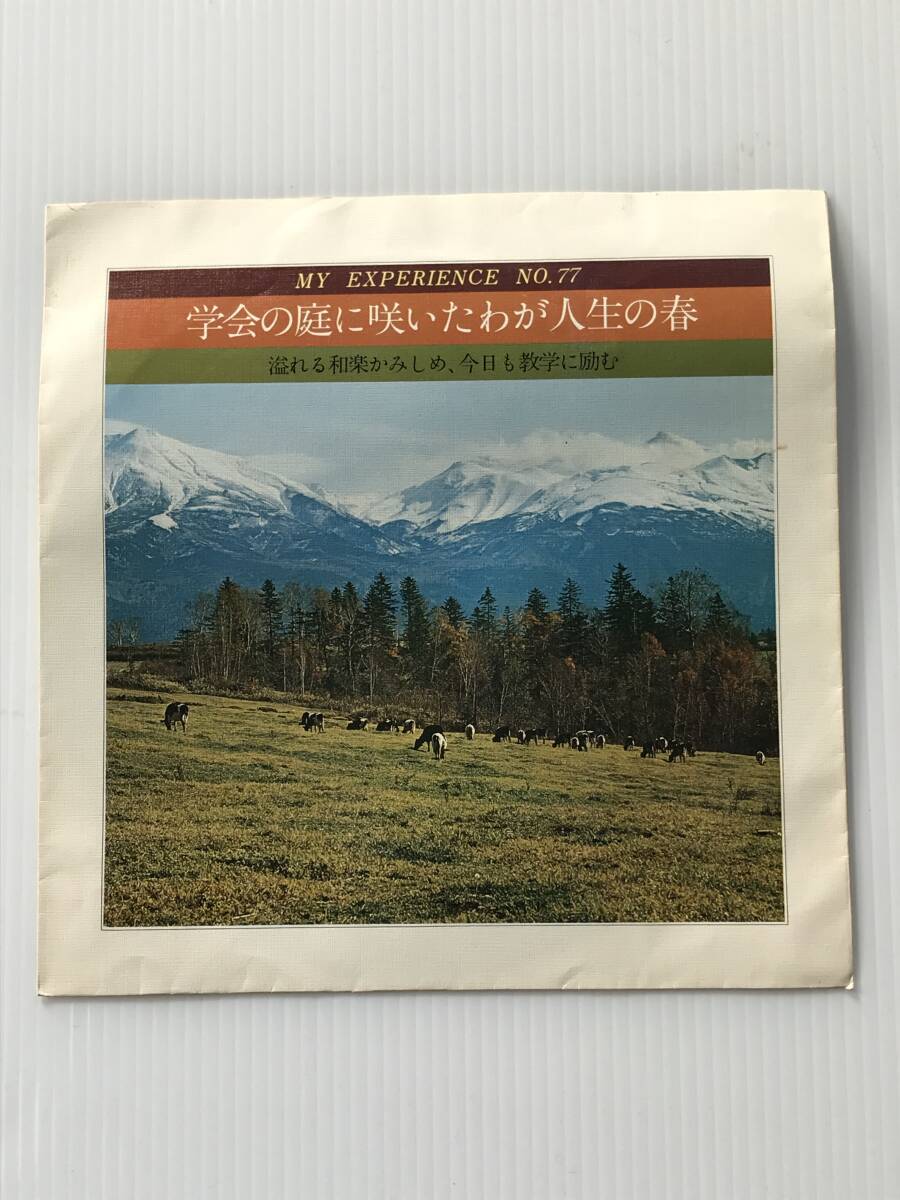 MY EXPERIENCE NO.77
学会の庭に咲いたわが人生の春
溢れる和楽かみしめ、今日も教学に励む